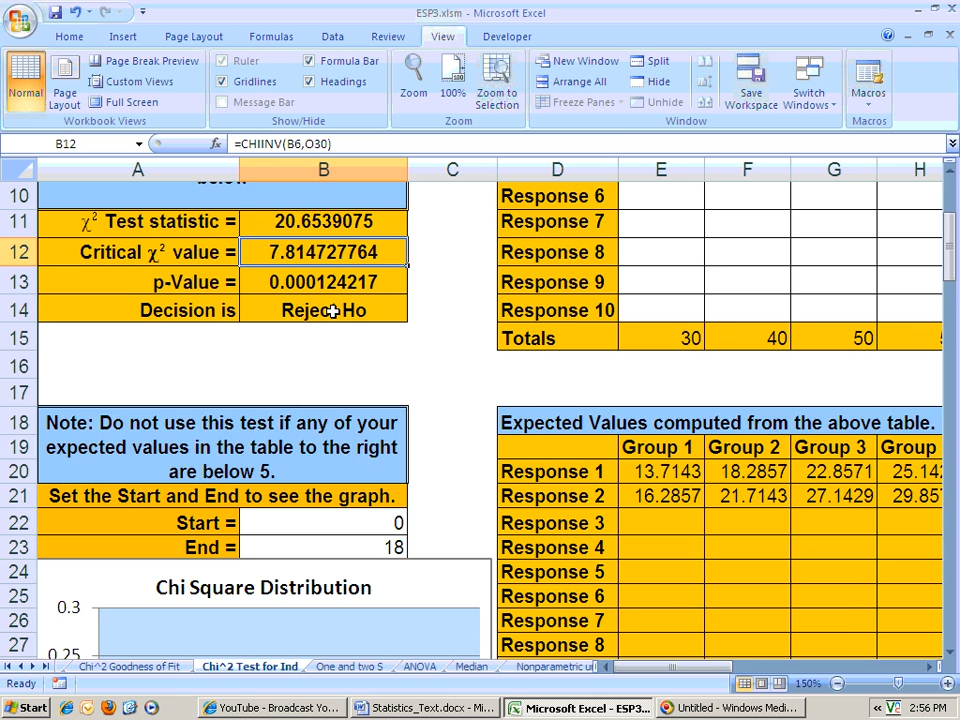 ESP3.xlsm - Microsoft Excel
Home Insert Page Layout Formulas Data Review View Developer
Normal
Page Layout
Page Break Preview
Custom Views
Full Screen
Workbook Views
Ruler
Gridlines
Message Bar
Formula Bar
Headings
Show/Hide
Zoom
100%
Zoom to Selection
Zoom
New Window
Arrange All
Freeze Panes
Split
Hide
Unhide
Save Workspace
Switch Windows
Window
Macros
Macros
B12 fx =CHIINV(B6,O30)
A B C D E F G H
10 below Response 6
11 χ² Test statistic = 20.6539075 Response 7
12 Critical χ² value = 7.814727764 Response 8
13 p-Value = 0.000124217 Response 9
14 Decision is Reject Ho Response 10
15 Totals 30 40 50
16
17
18 Note: Do not use this test if any of your Expected Values computed from the above table.
19 expected values in the table to the right Group 1 Group 2 Group 3 Group
20 are below 5. Response 1 13.7143 18.2857 22.8571 25.142
21 Set the Start and End to see the graph. Response 2 16.2857 21.7143 27.1429 29.857
22 Start = 0 Response 3
23 End = 18 Response 4
24 Response 5
25 Chi Square Distribution Response 6
26 0.3 Response 7
27 0.25 Response 8
Chi^2 Goodness of Fit Chi^2 Test for Ind One and two S ANOVA Median Nonparametric u
Ready 150%
Start YouTube - Broadcast Yo... Statistics_Text.docx - Mi... Microsoft Excel - ESP3... Untitled - Windows Med... 2:56 PM